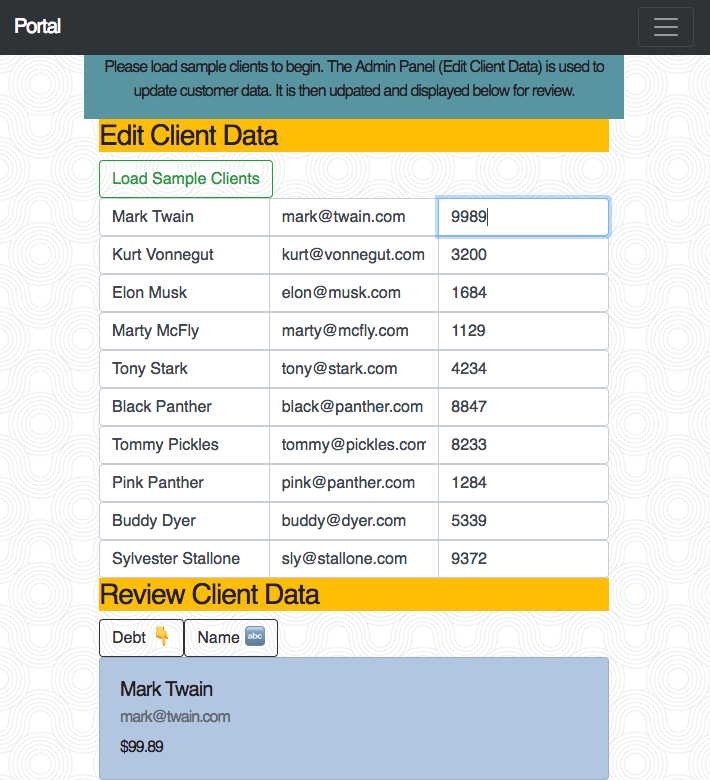 Portal
Please load sample clients to begin. The Admin Panel (Edit Client Data) is used to
update customer data. It is then udpated and displayed below for review.
Edit Client Data
Load Sample Clients
Mark Twain mark@twain.com 9989
Kurt Vonnegut kurt@vonnegut.com 3200
Elon Musk elon@musk.com 1684
Marty McFly marty@mcfly.com 1129
Tony Stark tony@stark.com 4234
Black Panther black@panther.com 8847
Tommy Pickles tommy@pickles.com 8233
Pink Panther pink@panther.com 1284
Buddy Dyer buddy@dyer.com 5339
Sylvester Stallone sly@stallone.com 9372
Review Client Data
Debt 👇 Name 🔤
Mark Twain
mark@twain.com
$99.89